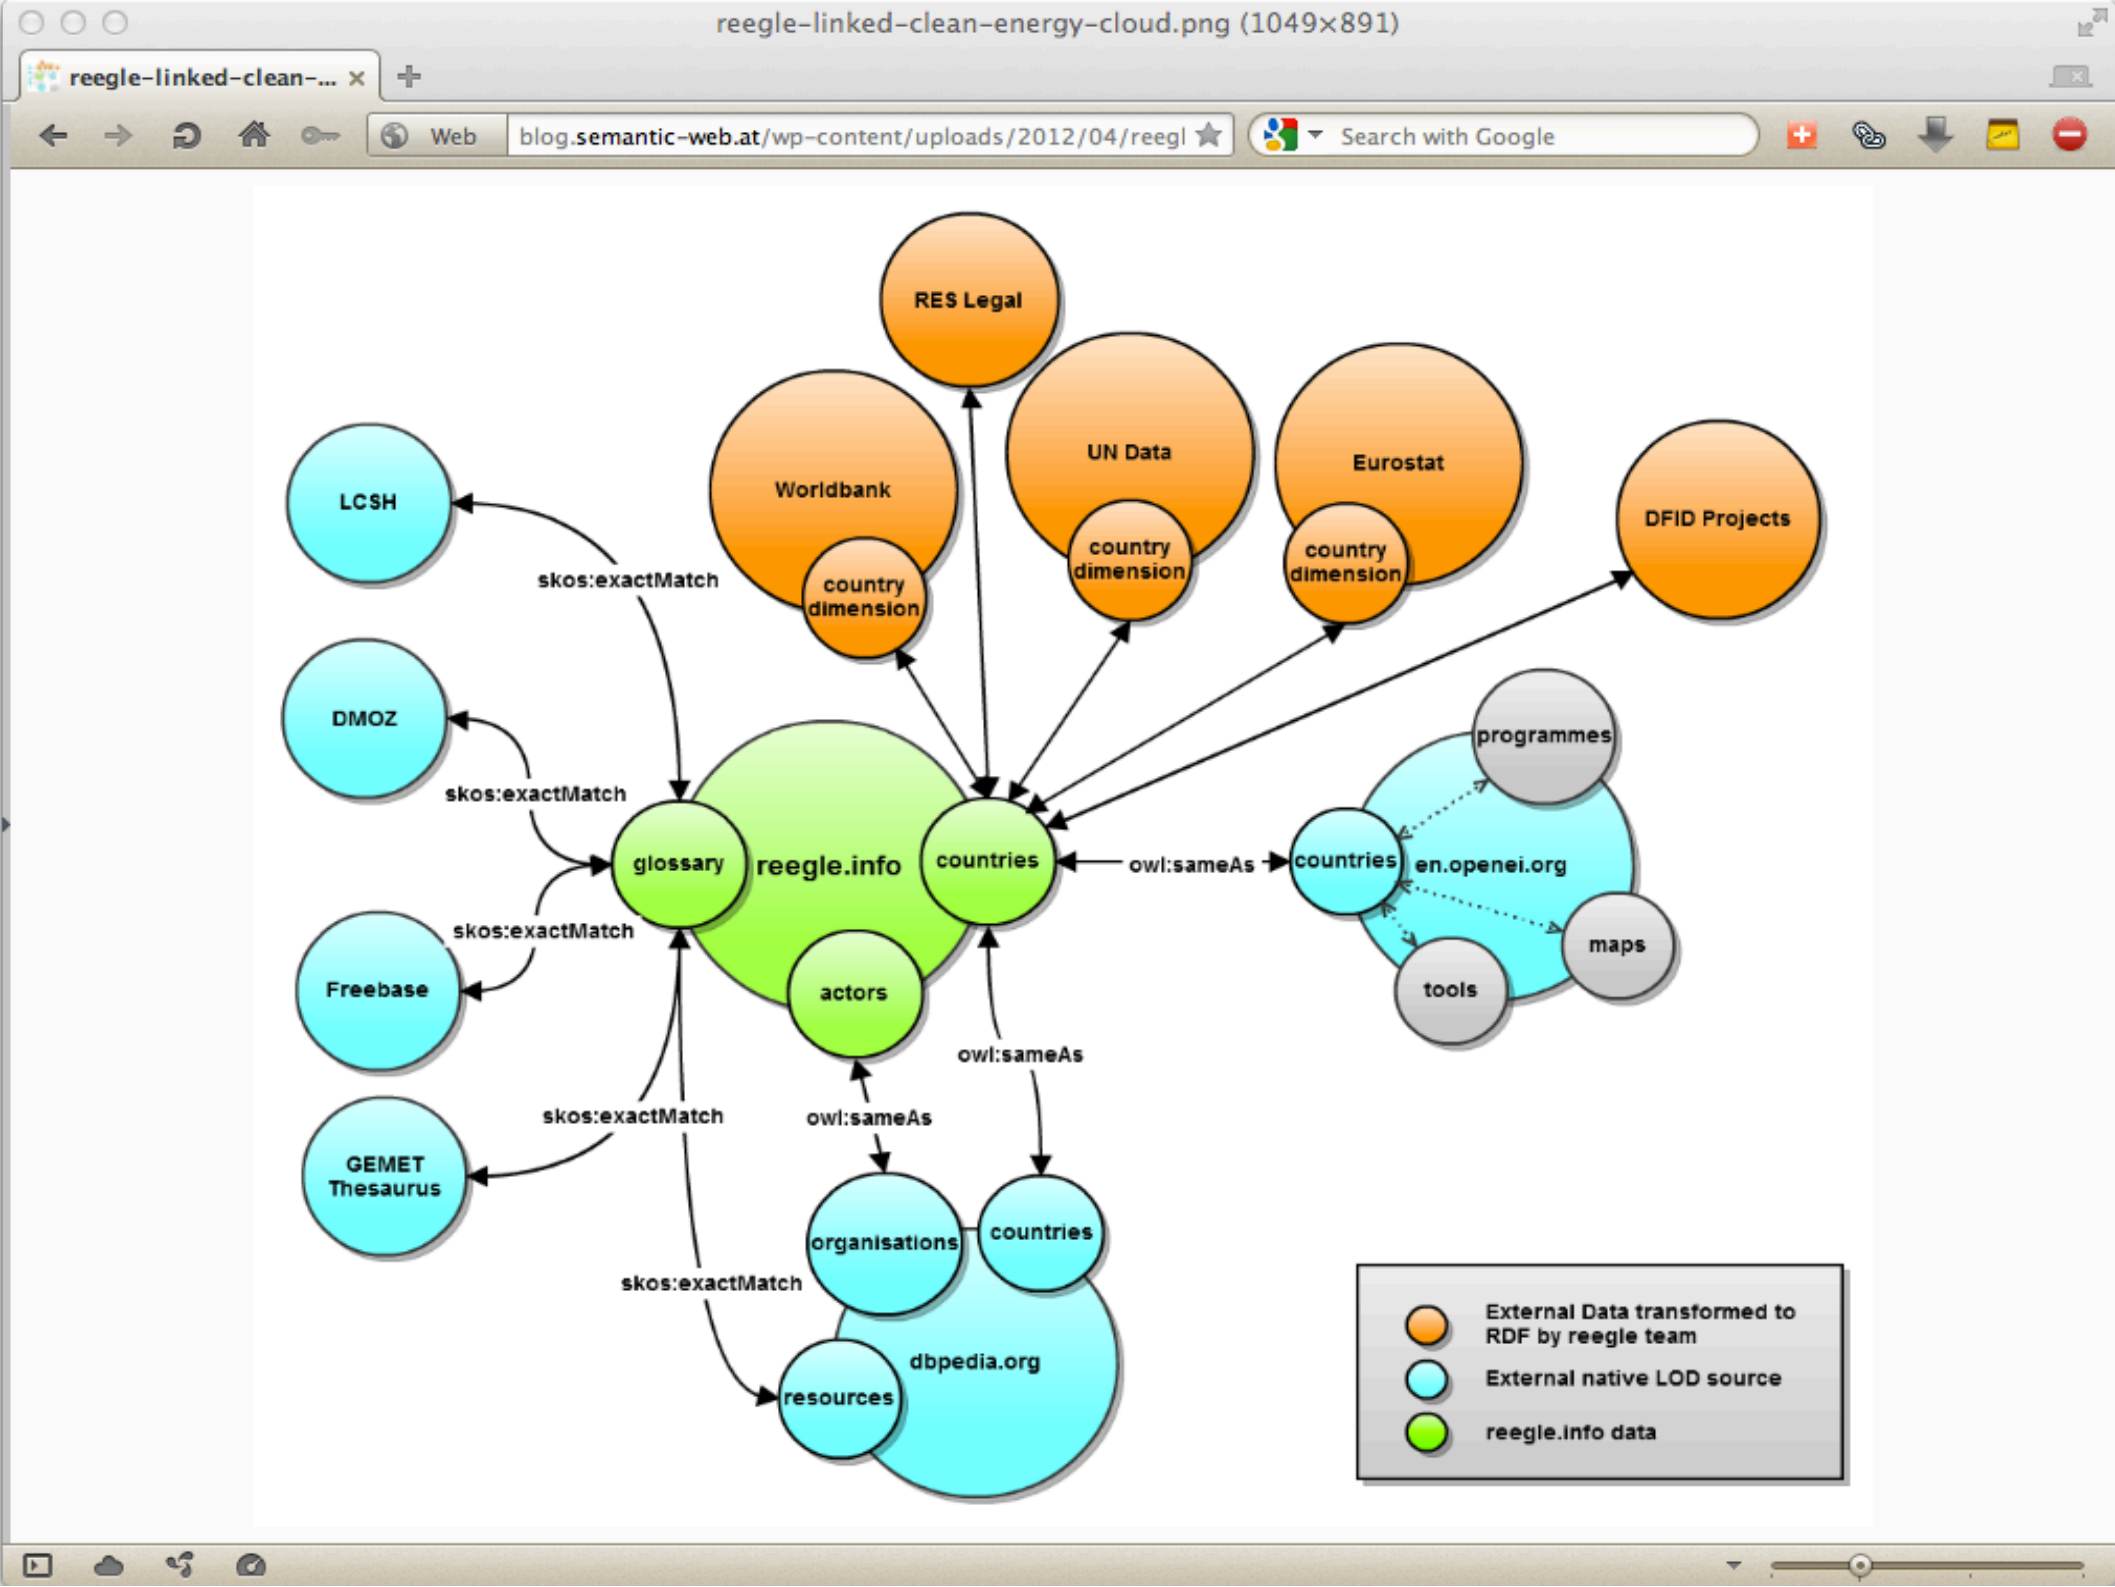 reegle-linked-clean-energy-cloud.png (1049×891)
reegle-linked-clean-...
Web
blog.semantic-web.at/wp-content/uploads/2012/04/reegl
Search with Google
RES Legal
UN Data
Eurostat
Worldbank
LCSH
DFID Projects
country
dimension
country
dimension
country
dimension
skos:exactMatch
DMOZ
programmes
skos:exactMatch
glossary
reegle.info
countries
owl:sameAs
countries
en.openei.org
skos:exactMatch
maps
Freebase
actors
tools
owl:sameAs
skos:exactMatch
owl:sameAs
GEMET
Thesaurus
organisations
countries
skos:exactMatch
dbpedia.org
resources
External Data transformed to
RDF by reegle team
External native LOD source
reegle.info data